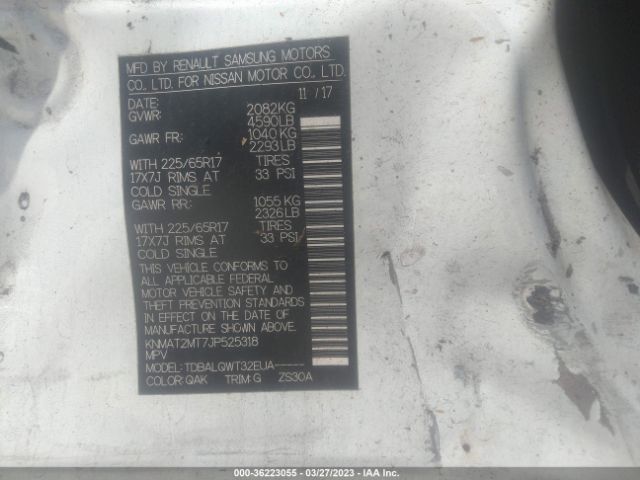 MFD BY RENAULT SAMSUNG MOTORS
CO., LTD. FOR NISSAN MOTOR CO., LTD.
DATE: 11 / 17
GVWR: 2082KG
4590LB
GAWR FR: 1040 KG
2293LB
WITH 225/65R17 TIRES
17X7J RIMS AT 33 PSI
COLD SINGLE
GAWR RR: 1055 KG
2326LB
WITH 225/65R17 TIRES
17X7J RIMS AT 33 PSI
COLD SINGLE
THIS VEHICLE CONFORMS TO
ALL APPLICABLE FEDERAL
MOTOR VEHICLE SAFETY AND
THEFT PREVENTION STANDARDS
IN EFFECT ON THE DATE OF
MANUFACTURE SHOWN ABOVE.
KNMAT2MT7JP525318
MPV
MODEL: TDBALQWT32EUA-----
COLOR: QAK TRIM: G ZS30A
000-36223055 - 03/27/2023 - IAA Inc.